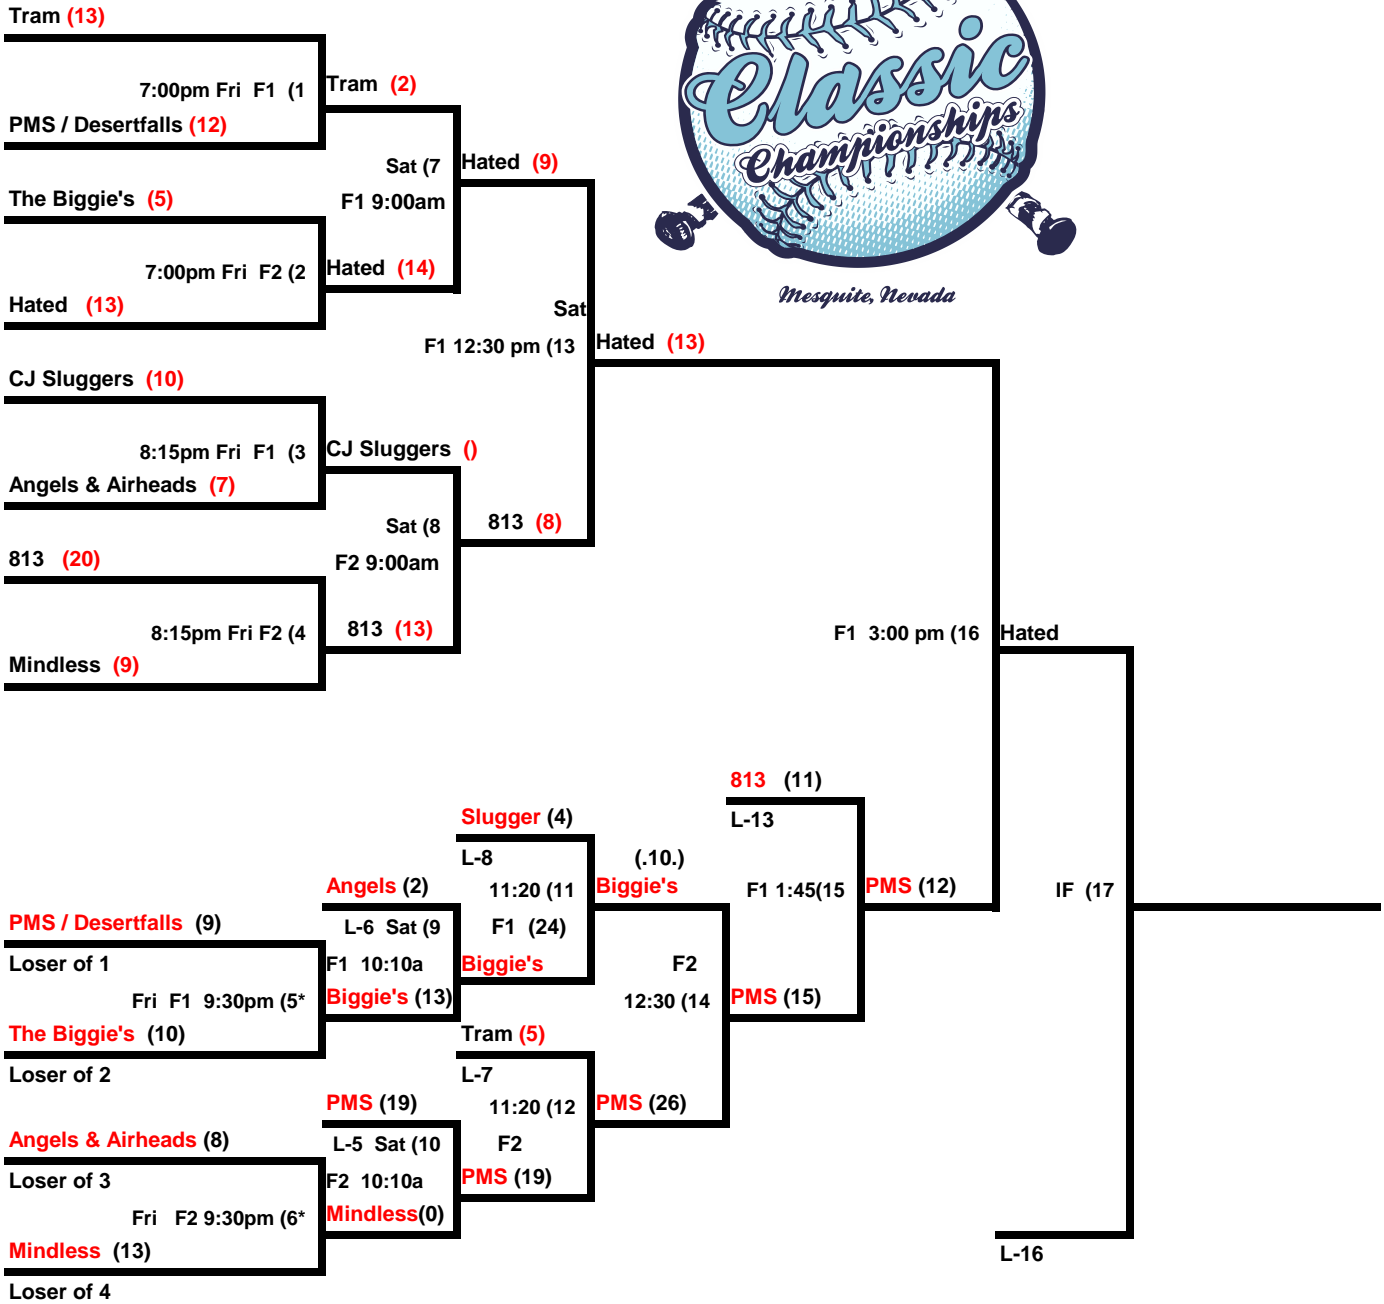 Tram (13)
7:00pm Fri F1 (1
PMS / Desertfalls (12)
Tram (2)
Sat (7
F1 9:00am
The Biggie's (5)
7:00pm Fri F2 (2
Hated (13)
Hated (14)
Hated (9)
Sat
F1 12:30 pm (13
CJ Sluggers (10)
8:15pm Fri F1 (3
Angels & Airheads (7)
CJ Sluggers ()
Sat (8
F2 9:00am
813 (20)
8:15pm Fri F2 (4
Mindless (9)
813 (13)
813 (8)
Hated (13)
Classic
Championships
Mesquite, Nevada
F1 3:00 pm (16
Hated
813 (11)
L-13
F1 1:45(15
PMS (12)
IF (17
Slugger (4)
L-8
11:20 (11
F1 (24)
Biggie's
(.10.)
Biggie's
Angels (2)
L-6 Sat (9
F1 10:10a
Biggie's (13)
PMS / Desertfalls (9)
Loser of 1
Fri F1 9:30pm (5*
The Biggie's (10)
Loser of 2
F2
12:30 (14
PMS (15)
Tram (5)
L-7
11:20 (12
F2
PMS (19)
PMS (26)
PMS (19)
L-5 Sat (10
F2 10:10a
Mindless(0)
Angels & Airheads (8)
Loser of 3
Fri F2 9:30pm (6*
Mindless (13)
Loser of 4
L-16